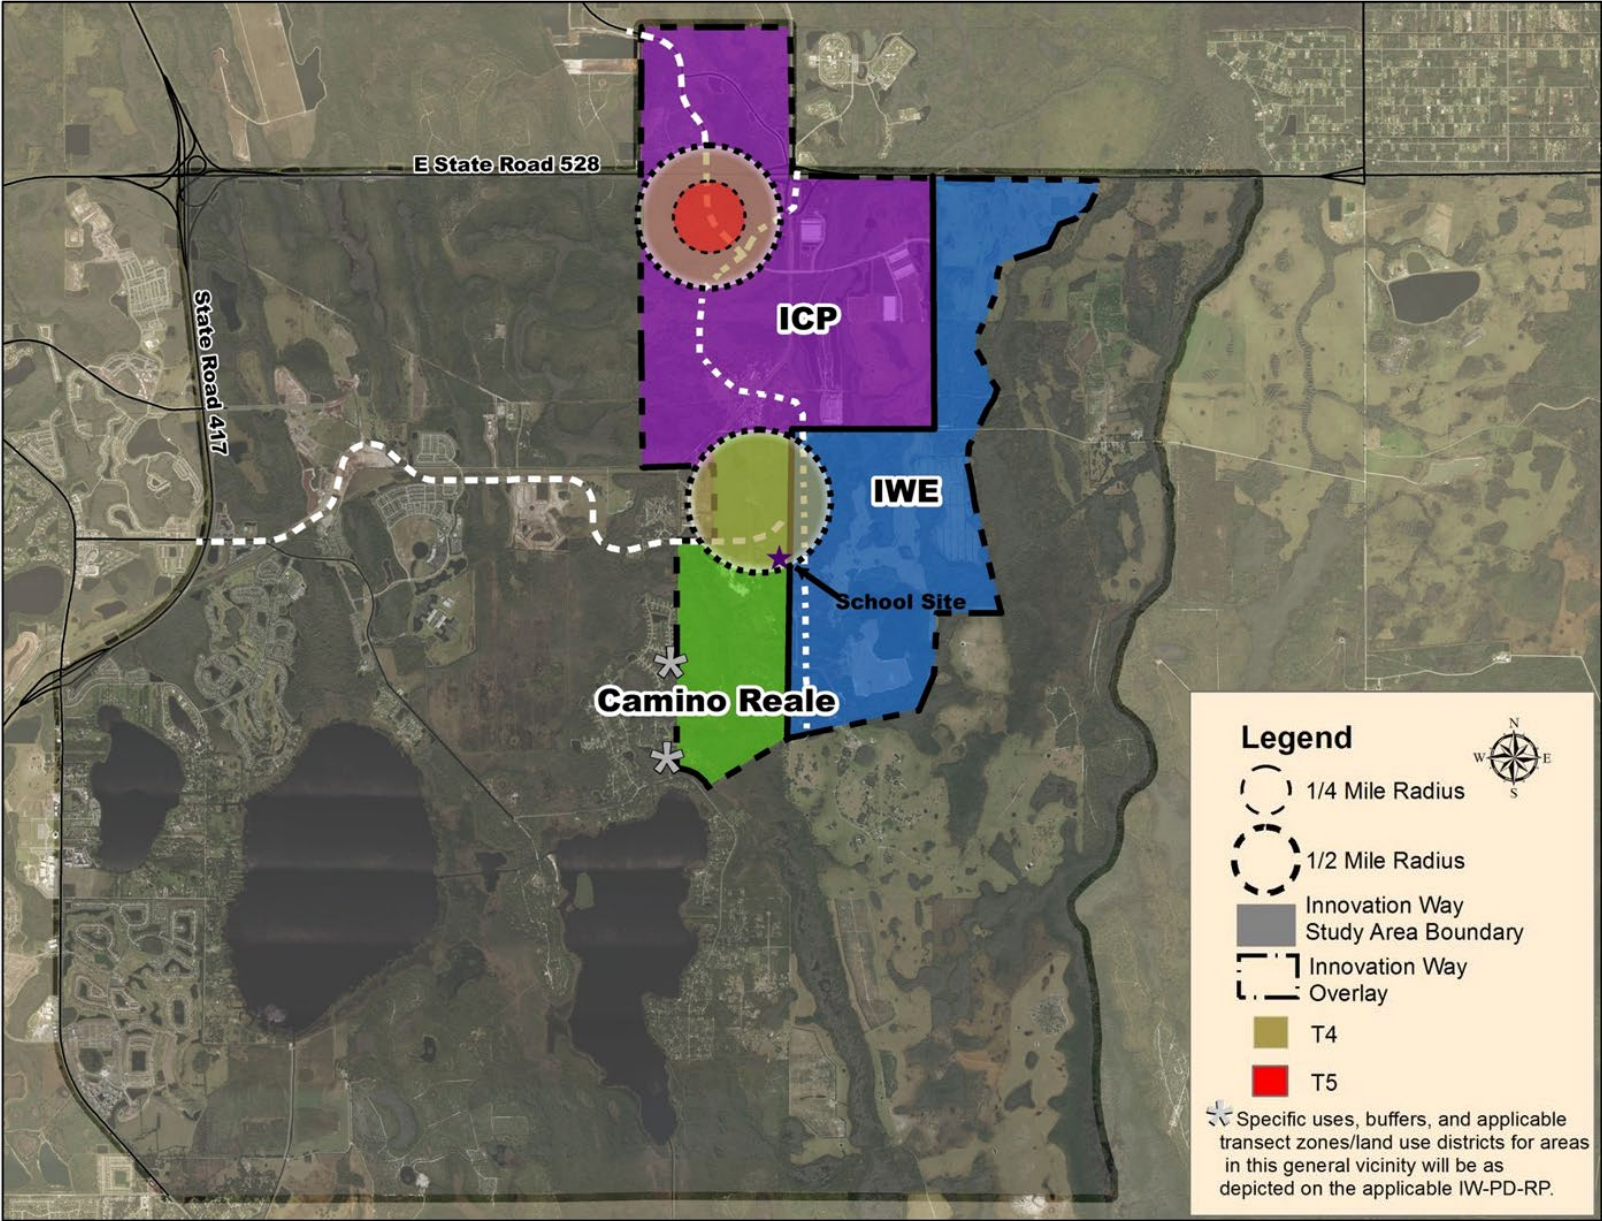 E State Road 528
State Road 417
ICP
IWE
School Site
Camino Reale
Legend
N
W
E
S
1/4 Mile Radius
1/2 Mile Radius
Innovation Way
Study Area Boundary
Innovation Way
Overlay
T4
T5
Specific uses, buffers, and applicable
transect zones/land use districts for areas
in this general vicinity will be as
depicted on the applicable IW-PD-RP.